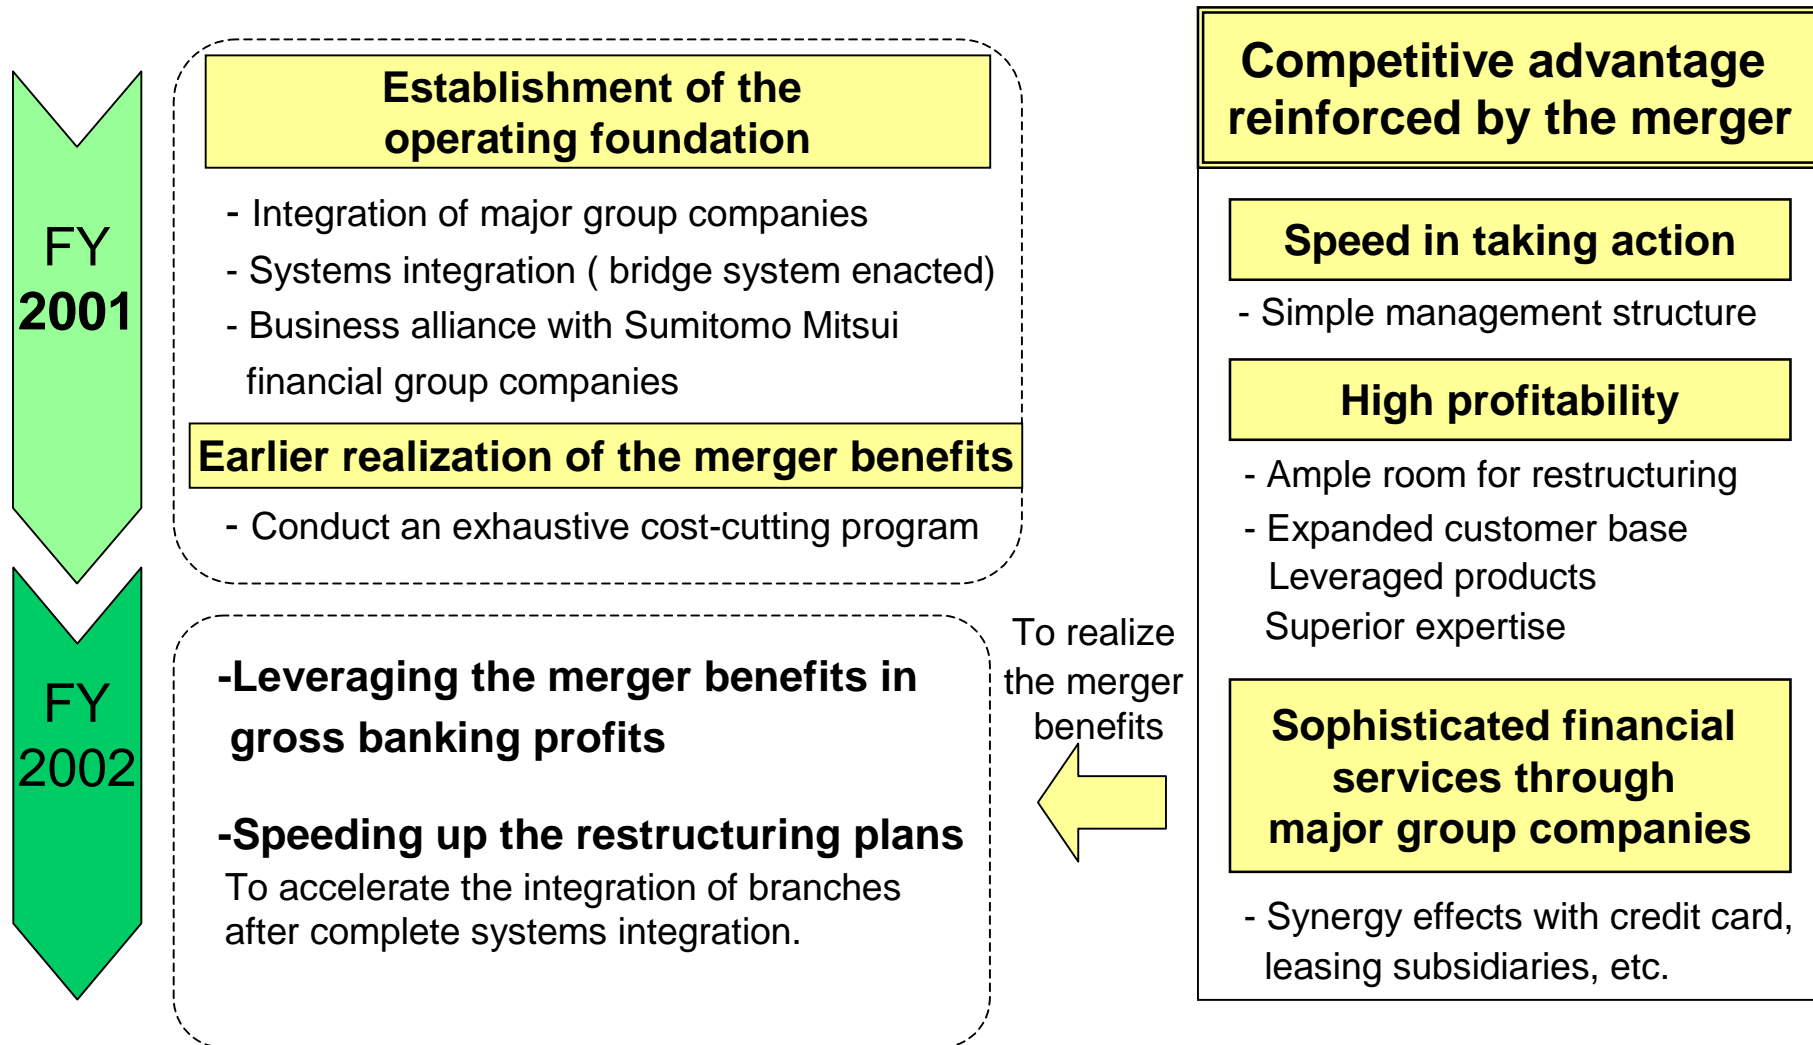 FY
2001
Establishment of the
operating foundation
- Integration of major group companies
- Systems integration ( bridge system enacted)
- Business alliance with Sumitomo Mitsui
financial group companies
Earlier realization of the merger benefits
- Conduct an exhaustive cost-cutting program
FY
2002
-Leveraging the merger benefits in
gross banking profits
-Speeding up the restructuring plans
To accelerate the integration of branches
after complete systems integration.
To realize
the merger
benefits
Competitive advantage
reinforced by the merger
Speed in taking action
- Simple management structure
High profitability
- Ample room for restructuring
- Expanded customer base
Leveraged products
Superior expertise
Sophisticated financial
services through
major group companies
- Synergy effects with credit card,
leasing subsidiaries, etc.